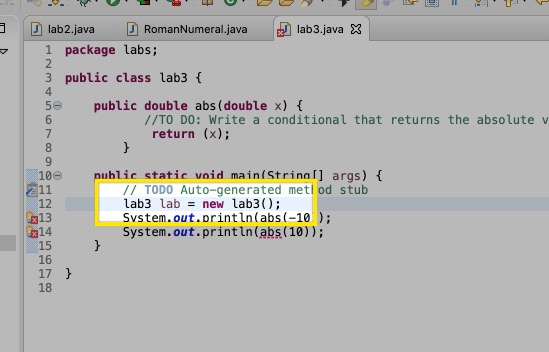 lab2.java RomanNumeral.java lab3.java
1 package labs;
2
3 public class lab3 {
4
5 public double abs(double x) {
6 //TO DO: Write a conditional that returns the absolute v
7 return (x);
8 }
9
10 public static void main(String[] args) {
11 // TODO Auto-generated method stub
12 lab3 lab = new lab3();
13 System.out.println(abs(-10));
14 System.out.println(abs(10));
15 }
16
17 }
18